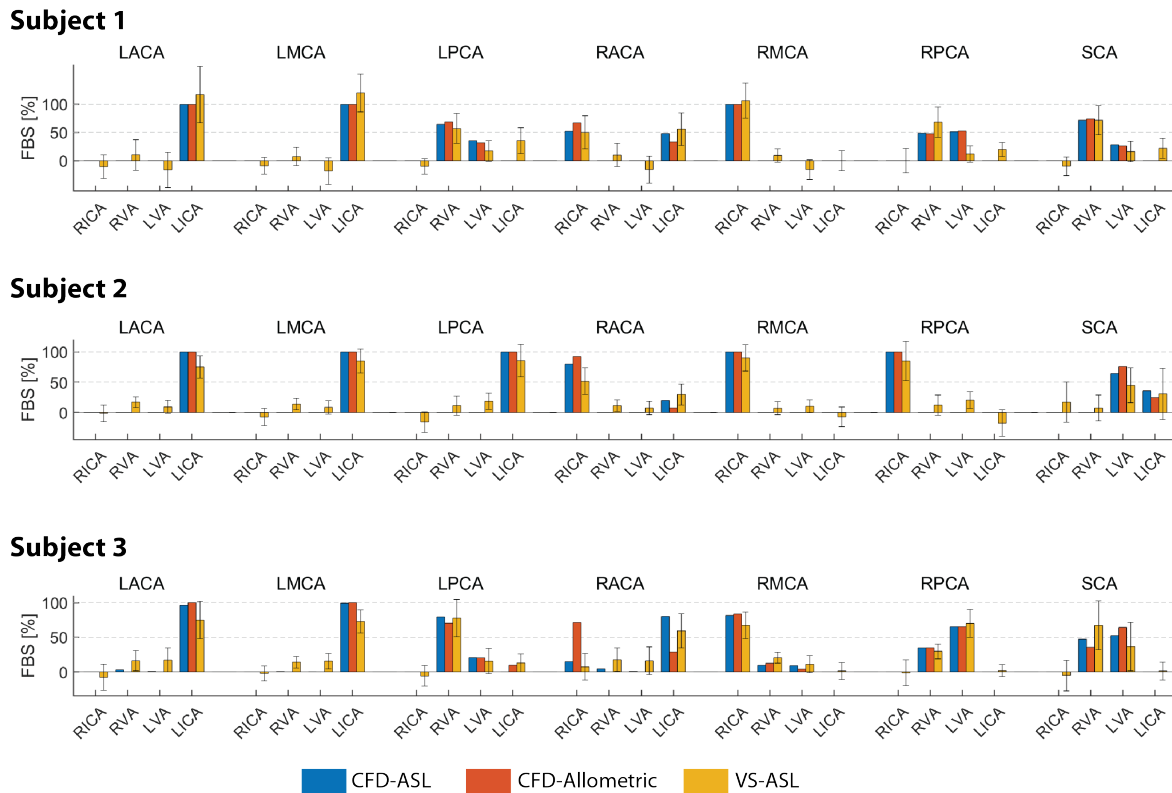 Subject 1
LACA LMCA LPCA RACA RMCA RPCA SCA
FBS [%]
100
50
0
RICA RVA LVA LICA RICA RVA LVA LICA RICA RVA LVA LICA RICA RVA LVA LICA RICA RVA LVA LICA RICA RVA LVA LICA RICA RVA LVA LICA
Subject 2
LACA LMCA LPCA RACA RMCA RPCA SCA
FBS [%]
100
50
0
RICA RVA LVA LICA RICA RVA LVA LICA RICA RVA LVA LICA RICA RVA LVA LICA RICA RVA LVA LICA RICA RVA LVA LICA RICA RVA LVA LICA
Subject 3
LACA LMCA LPCA RACA RMCA RPCA SCA
FBS [%]
100
50
0
RICA RVA LVA LICA RICA RVA LVA LICA RICA RVA LVA LICA RICA RVA LVA LICA RICA RVA LVA LICA RICA RVA LVA LICA RICA RVA LVA LICA
CFD-ASL CFD-Allometric VS-ASL